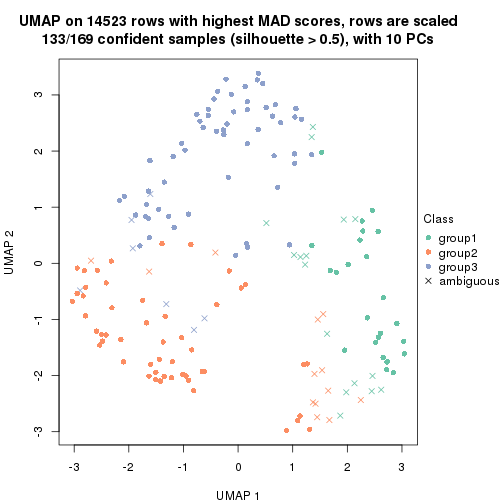 UMAP on 14523 rows with highest MAD scores, rows are scaled
133/169 confident samples (silhouette > 0.5), with 10 PCs
3
2
1
0
-1
-2
-3
UMAP 2
-3
-2
-1
0
1
2
3
UMAP 1
Class
group1
group2
group3
ambiguous